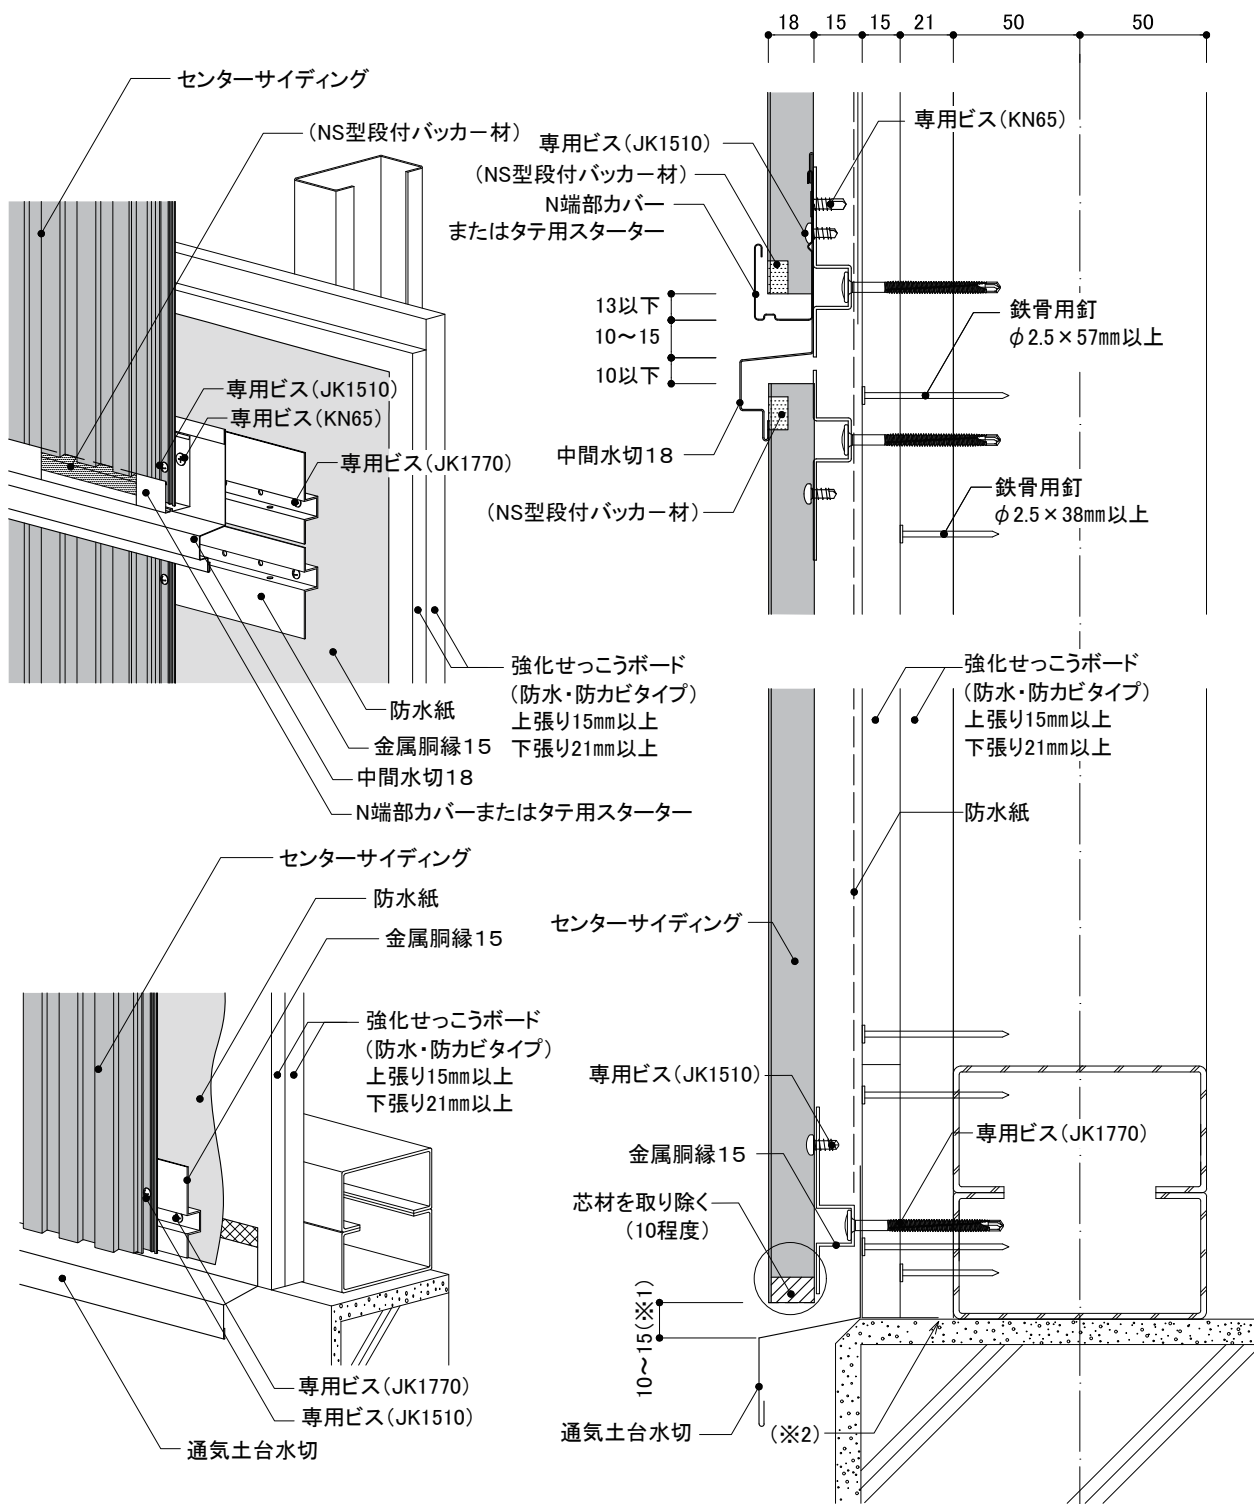 センターサイディング
(NS型段付バッカー材)
専用ビス(JK1510)
専用ビス(KN65)
専用ビス(JK1770)
強化せっこうボード
(防水・防カビタイプ)
上張り15mm以上
下張り21mm以上
防水紙
金属胴縁15
中間水切18
N端部カバーまたはタテ用スターター
18
15
15
21
50
50
専用ビス(KN65)
専用ビス(JK1510)
(NS型段付バッカー材)
N端部カバー
またはタテ用スターター
13以下
10～15
10以下
鉄骨用釘
φ2.5×57mm以上
中間水切18
(NS型段付バッカー材)
鉄骨用釘
φ2.5×38mm以上
センターサイディング
防水紙
金属胴縁15
強化せっこうボード
(防水・防カビタイプ)
上張り15mm以上
下張り21mm以上
専用ビス(JK1770)
専用ビス(JK1510)
通気土台水切
強化せっこうボード
(防水・防カビタイプ)
上張り15mm以上
下張り21mm以上
防水紙
センターサイディング
専用ビス(JK1510)
専用ビス(JK1770)
金属胴縁15
芯材を取り除く
(10程度)
10～15(※1)
通気土台水切
(※2)